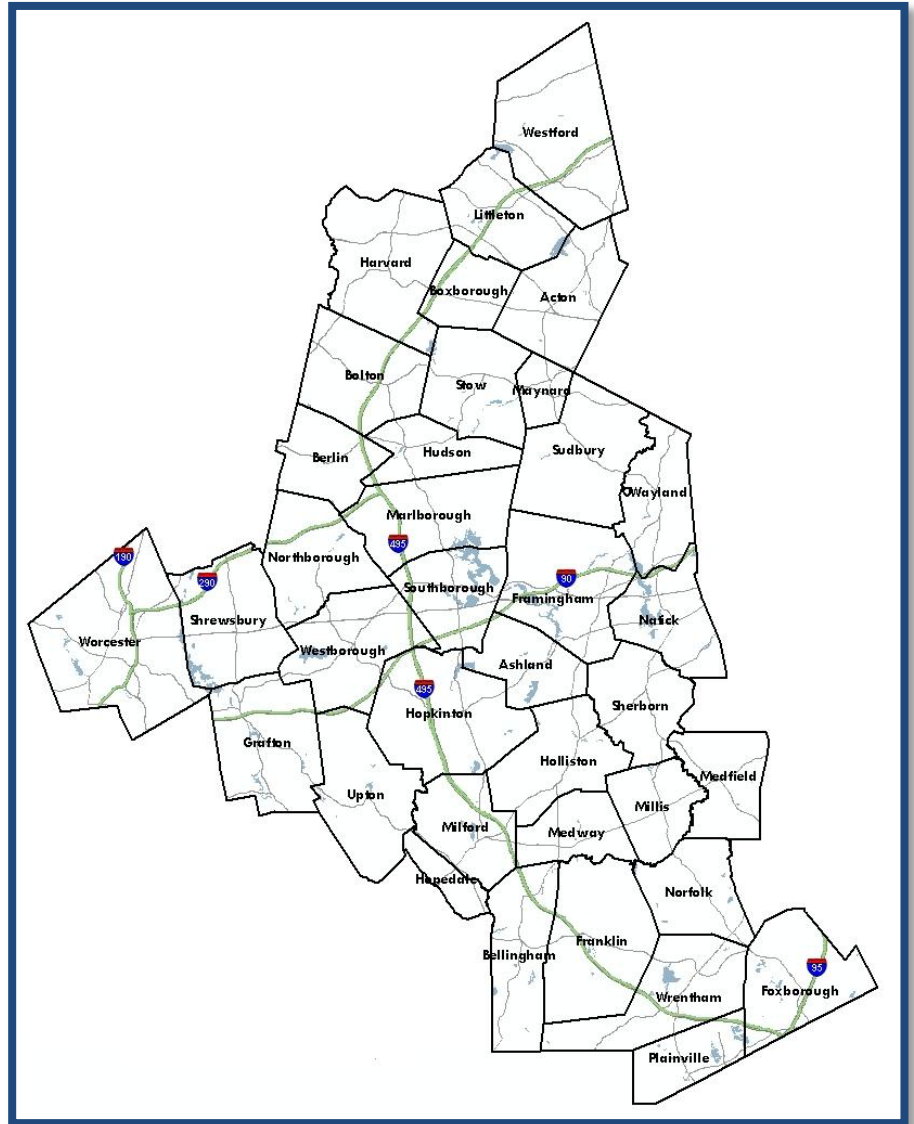 Westford
Littleton
Harvard
Boxborough
Acton
Bolton
Stow
Maynard
Hudson
Sudbury
Berlin
Wayland
Marlborough
495
Northborough
190
290
90
Southborough
Framingham
Shrewsbury
Natick
Worcester
Westborough
Ashland
495
Sherborn
Hopkinton
Grafton
Holliston
Medfield
Upton
Millis
Milford
Medway
Hopedale
Norfolk
Franklin
Bellingham
95
Foxborough
Wrentham
Plainville